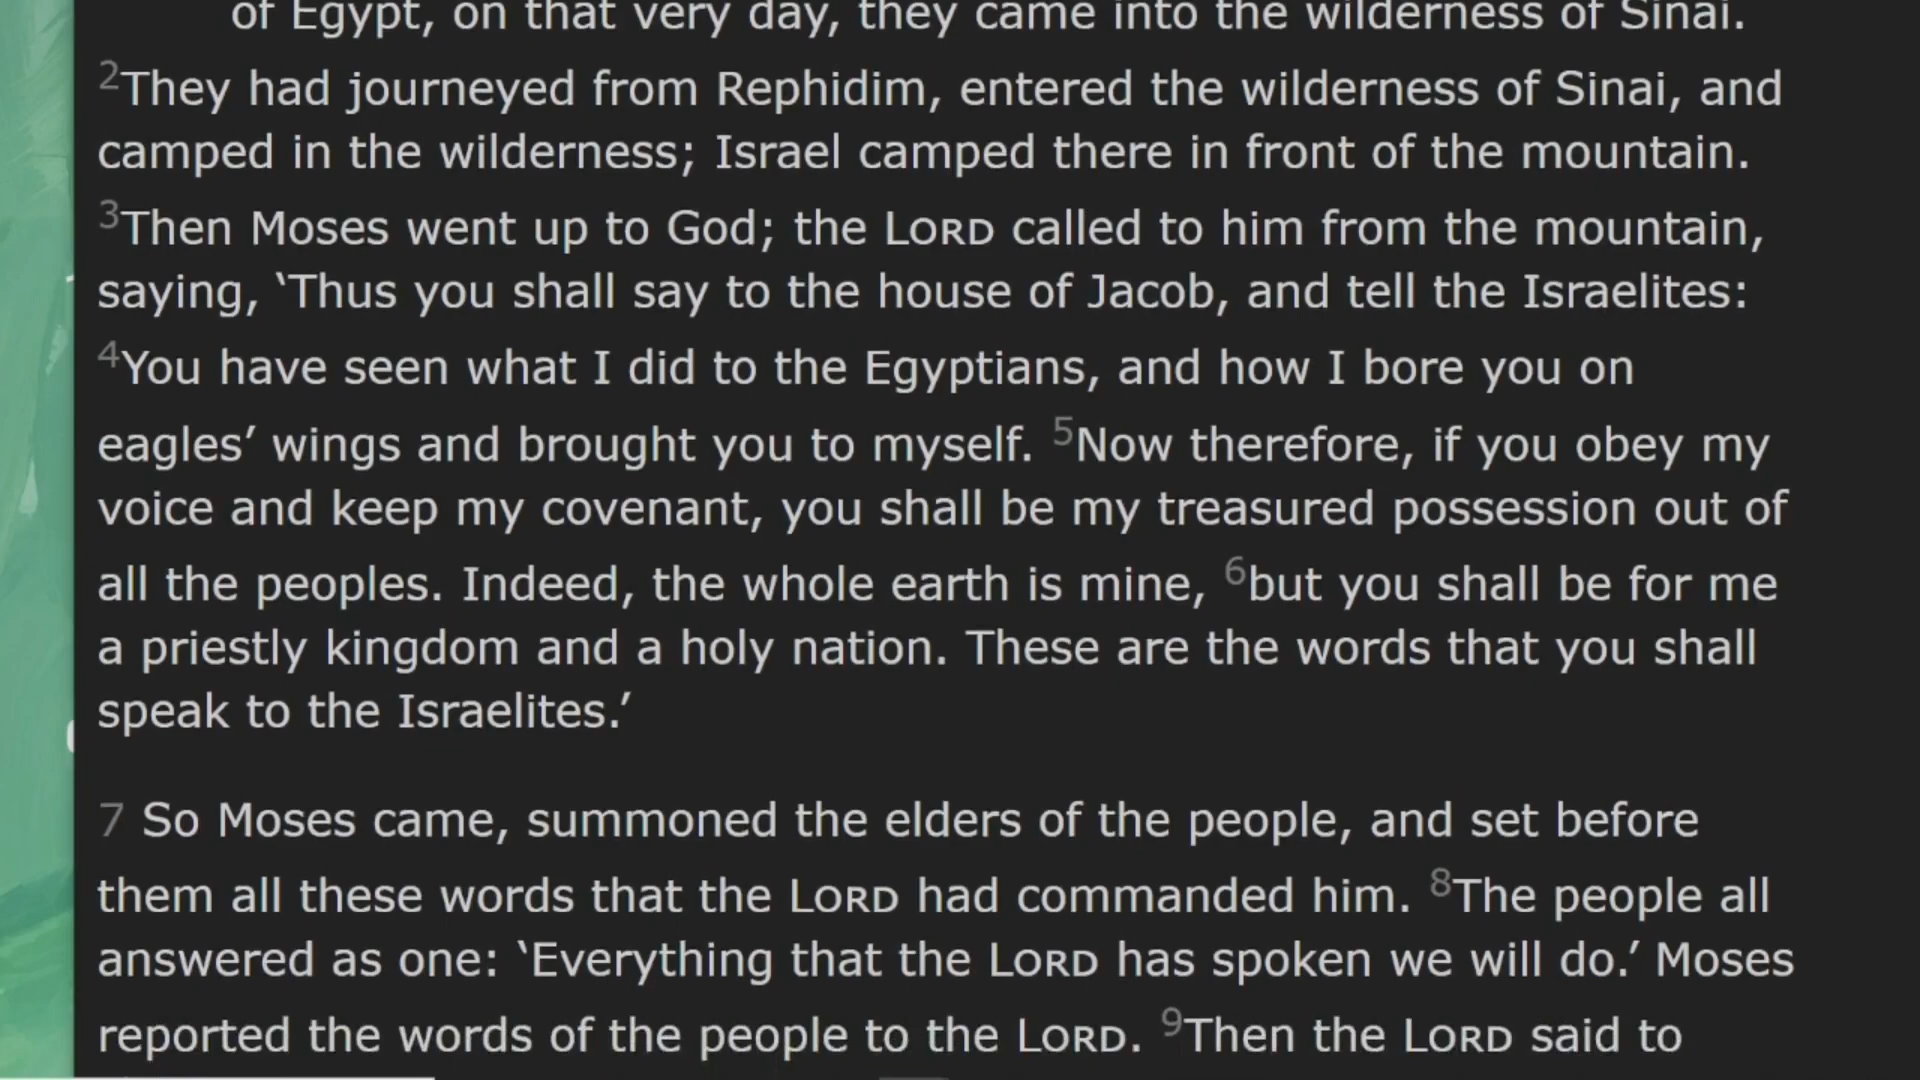 of Egypt, on that very day, they came into the wilderness of Sinai.
2They had journeyed from Rephidim, entered the wilderness of Sinai, and
camped in the wilderness; Israel camped there in front of the mountain.
3Then Moses went up to God; the LORD called to him from the mountain,
saying, ‘Thus you shall say to the house of Jacob, and tell the Israelites:
4You have seen what I did to the Egyptians, and how I bore you on
eagles’ wings and brought you to myself. 5Now therefore, if you obey my
voice and keep my covenant, you shall be my treasured possession out of
all the peoples. Indeed, the whole earth is mine, 6but you shall be for me
a priestly kingdom and a holy nation. These are the words that you shall
speak to the Israelites.’
7 So Moses came, summoned the elders of the people, and set before
them all these words that the LORD had commanded him. 8The people all
answered as one: ‘Everything that the LORD has spoken we will do.’ Moses
reported the words of the people to the LORD. 9Then the LORD said to